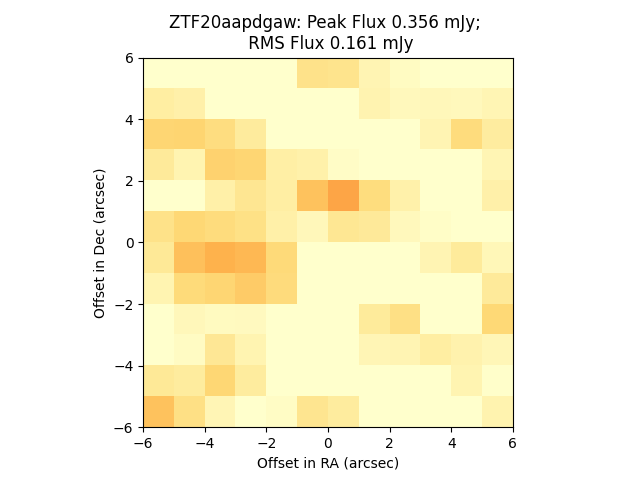 ZTF20aapdgaw: Peak Flux 0.356 mJy;
RMS Flux 0.161 mJy
6
4
2
0
−2
−4
−6
Offset in Dec (arcsec)
−6 −4 −2 0 2 4 6
Offset in RA (arcsec)